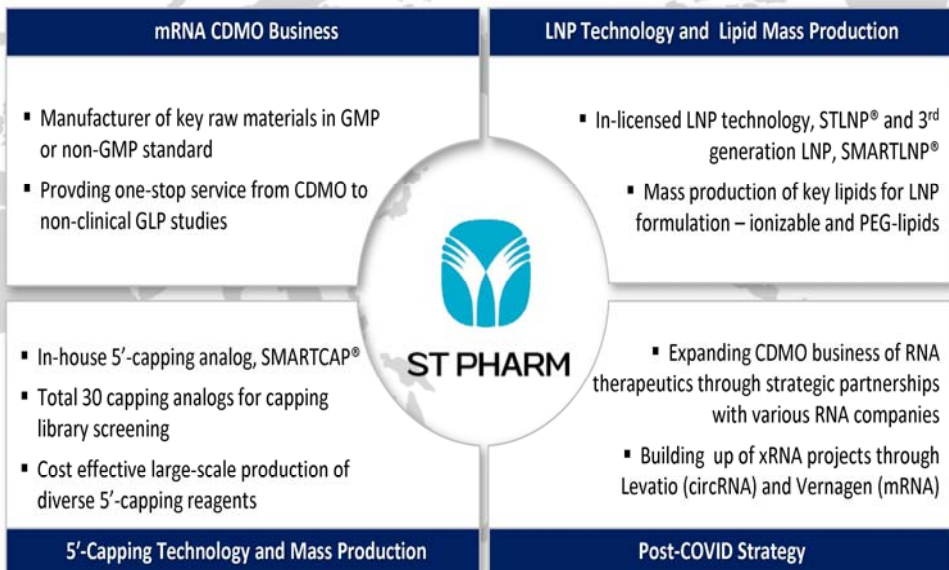 mRNA CDMO Business
▪ Manufacturer of key raw materials in GMP
or non-GMP standard
▪ Provding one-stop service from CDMO to
non-clinical GLP studies
LNP Technology and Lipid Mass Production
▪ In-licensed LNP technology, STLNP® and 3rd
generation LNP, SMARTLNP®
▪ Mass production of key lipids for LNP
formulation – ionizable and PEG-lipids
ST PHARM
▪ In-house 5′-capping analog, SMARTCAP®
▪ Total 30 capping analogs for capping
library screening
▪ Cost effective large-scale production of
diverse 5′-capping reagents
5′-Capping Technology and Mass Production
▪ Expanding CDMO business of RNA
therapeutics through strategic partnerships
with various RNA companies
▪ Building up of xRNA projects through
Levatio (circRNA) and Vernagen (mRNA)
Post-COVID Strategy